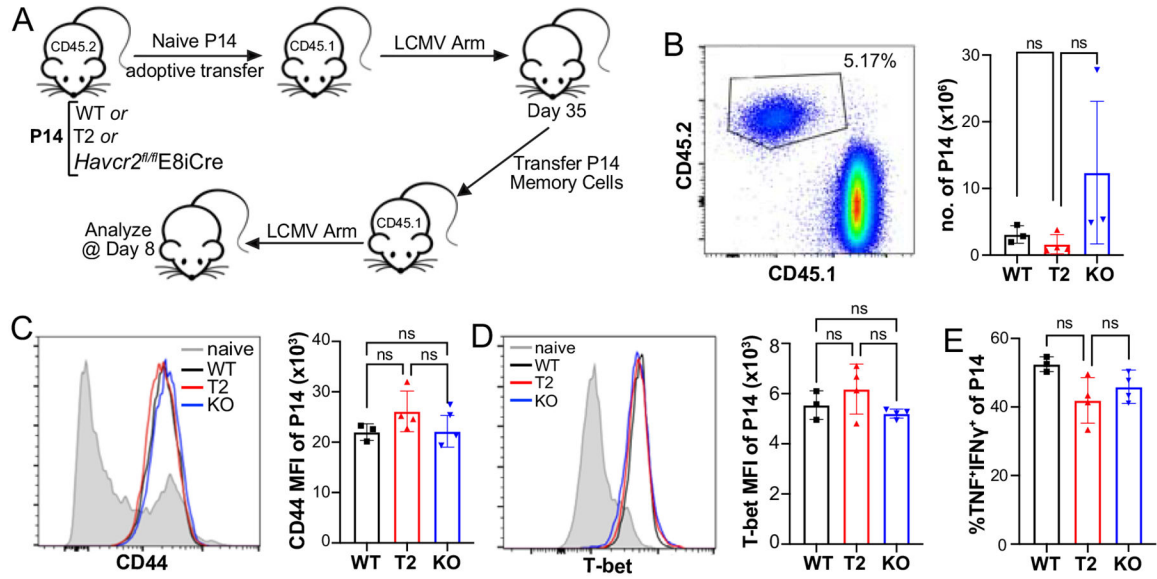 A
CD45.2
Naive P14
adoptive transfer
CD45.1
LCMV Arm
Day 35
P14
WT or
T2 or
Havcr2fl/flE8iCre
Transfer P14
Memory Cells
CD45.1
LCMV Arm
Analyze
@ Day 8
B
5.17%
CD45.2
CD45.1
no. of P14 (x10⁶)
30
20
10
0
ns
ns
WT
T2
KO
C
naive
WT
T2
KO
CD44
CD44 MFI of P14 (x10³)
40
30
20
10
0
ns
ns
ns
WT
T2
KO
D
naive
WT
T2
KO
T-bet
T-bet MFI of P14 (x10³)
8
6
4
2
0
ns
ns
ns
WT
T2
KO
E
%TNF⁺IFNγ⁺ of P14
60
40
20
0
ns
ns
WT
T2
KO